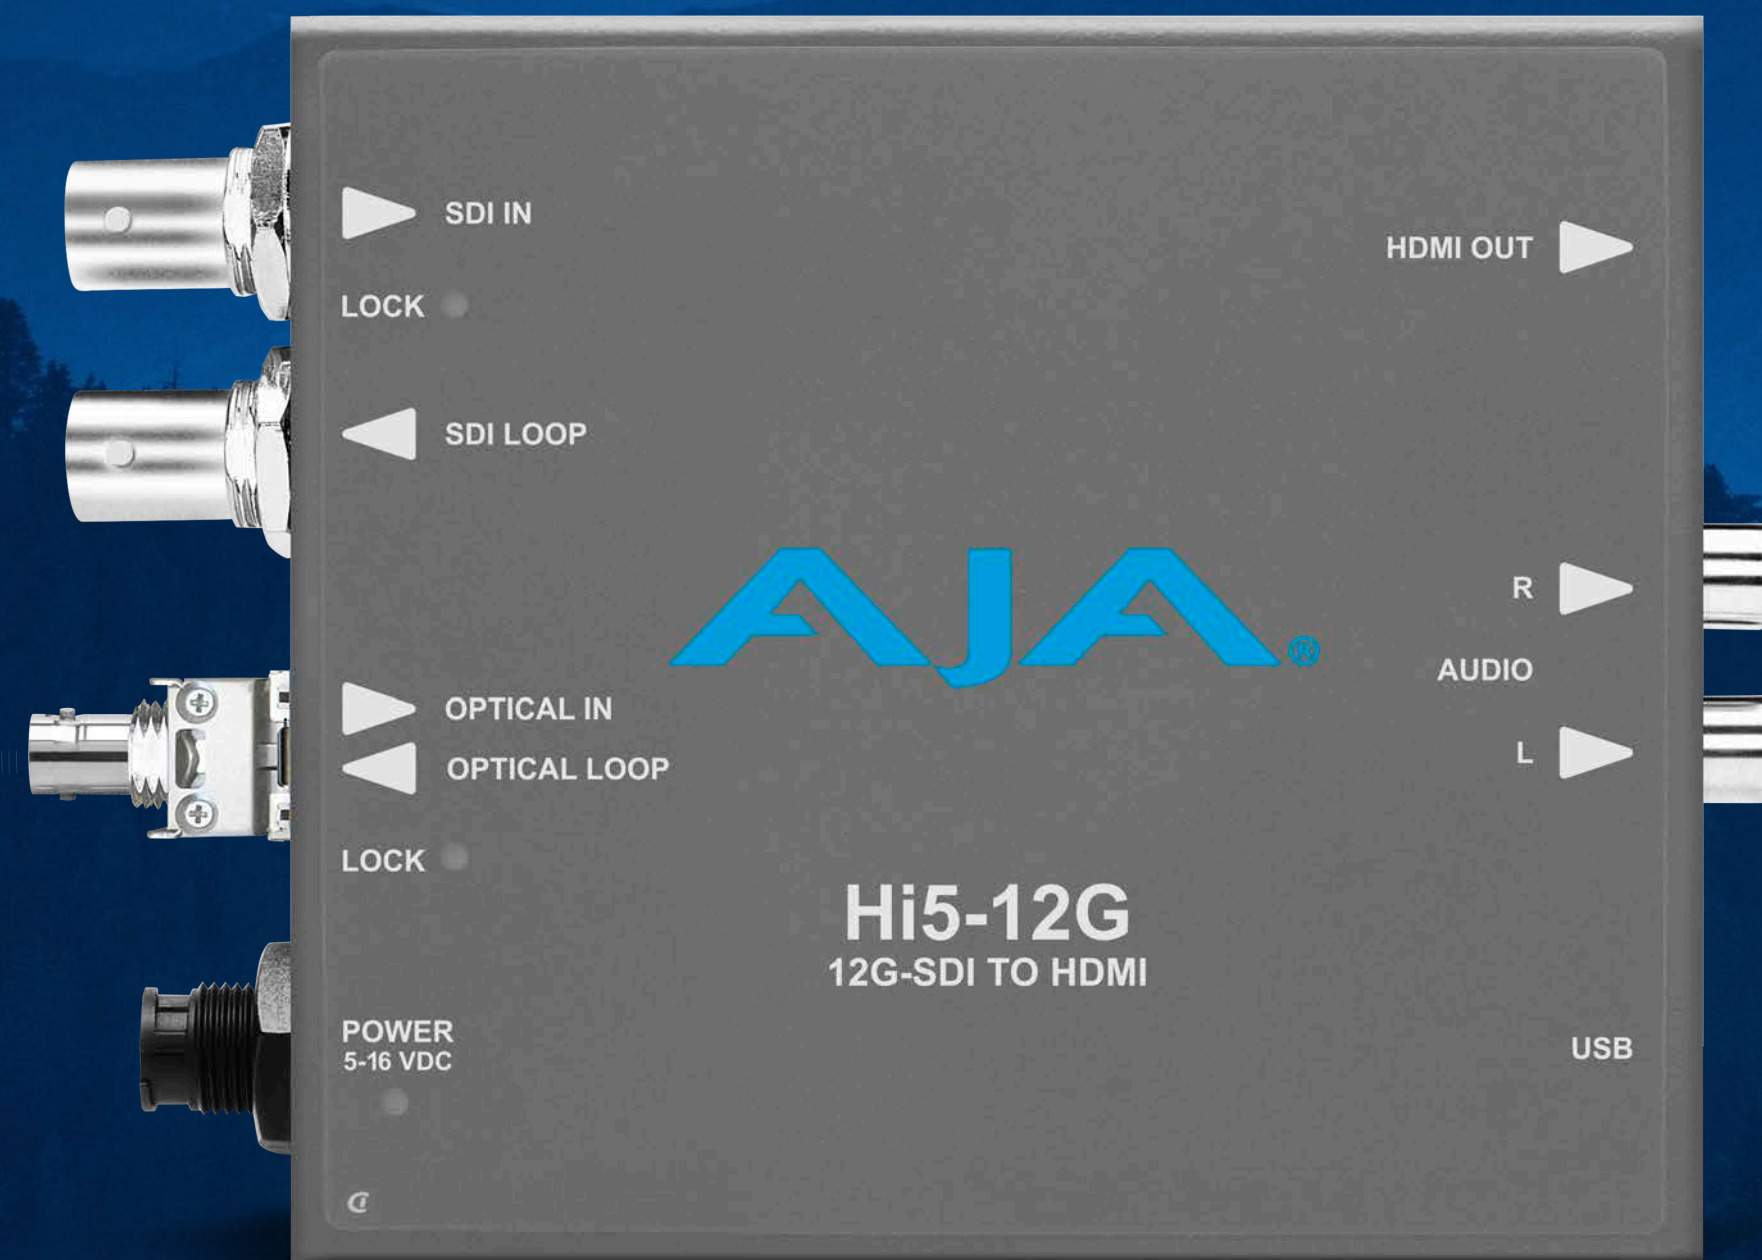 SDI IN
HDMI OUT
LOCK
SDI LOOP
AJA®
R
AUDIO
L
OPTICAL IN
OPTICAL LOOP
LOCK
Hi5-12G
12G-SDI TO HDMI
POWER
5-16 VDC
USB